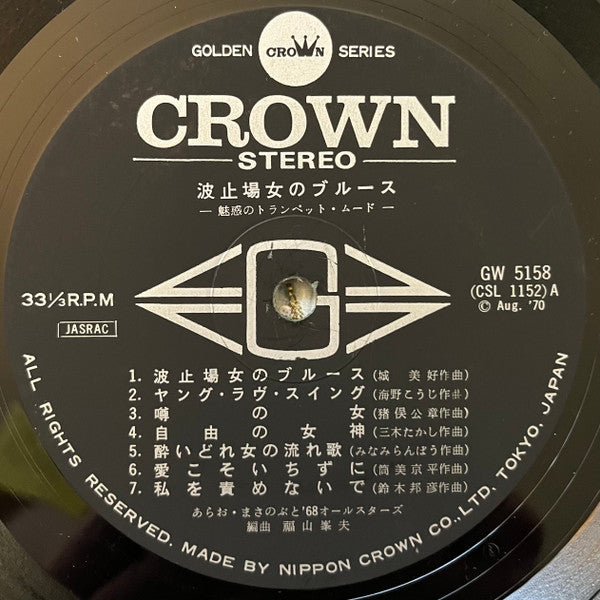 GOLDEN CROWN SERIES
CROWN
STEREO
波止場女のブルース
― 魅惑のトランペット・ムード ―
G
33⅓R.P.M
JASRAC
GW 5158
(CSL 1152)A
© Aug. '70
1. 波止場女のブルース(城 美好作曲)
2. ヤング・ラヴ・スイング(海野こうじ作曲)
3. 噂の女(猪俣公章作曲)
4. 自由の女神(三木たかし作曲)
5. 酔いどれ女の流れ歌(みなみらんぼう作曲)
6. 愛こそいちずに(筒美京平作曲)
7. 私を責めないで(鈴木邦彦作曲)
あらお・まさのぶと'68オールスターズ
編曲 福山峯夫
ALL RIGHTS RESERVED. MADE BY NIPPON CROWN CO., LTD. TOKYO, JAPAN